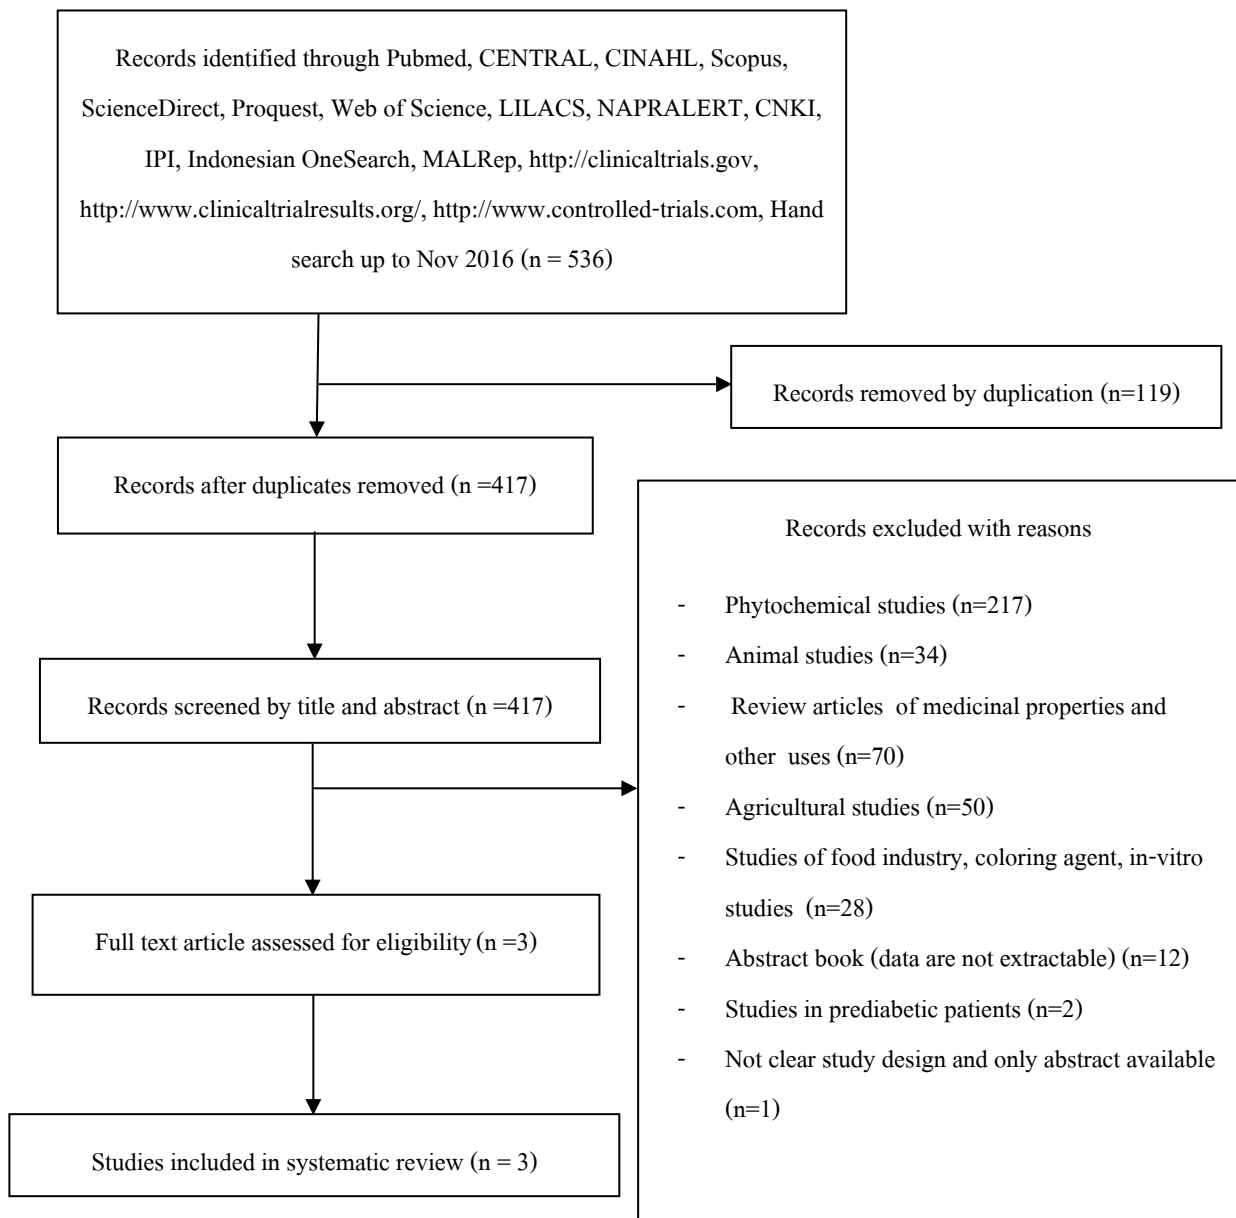 Records identified through Pubmed, CENTRAL, CINAHL, Scopus,
ScienceDirect, Proquest, Web of Science, LILACS, NAPRALERT, CNKI,
IPI, Indonesian OneSearch, MALRep, http://clinicaltrials.gov,
http://www.clinicaltrialresults.org/, http://www.controlled-trials.com, Hand
search up to Nov 2016 (n = 536)
Records removed by duplication (n=119)
Records after duplicates removed (n =417)
Records screened by title and abstract (n =417)
Records excluded with reasons
- Phytochemical studies (n=217)
- Animal studies (n=34)
- Review articles of medicinal properties and
other uses (n=70)
- Agricultural studies (n=50)
- Studies of food industry, coloring agent, in-vitro
studies (n=28)
- Abstract book (data are not extractable) (n=12)
- Studies in prediabetic patients (n=2)
- Not clear study design and only abstract available
(n=1)
Full text article assessed for eligibility (n =3)
Studies included in systematic review (n = 3)